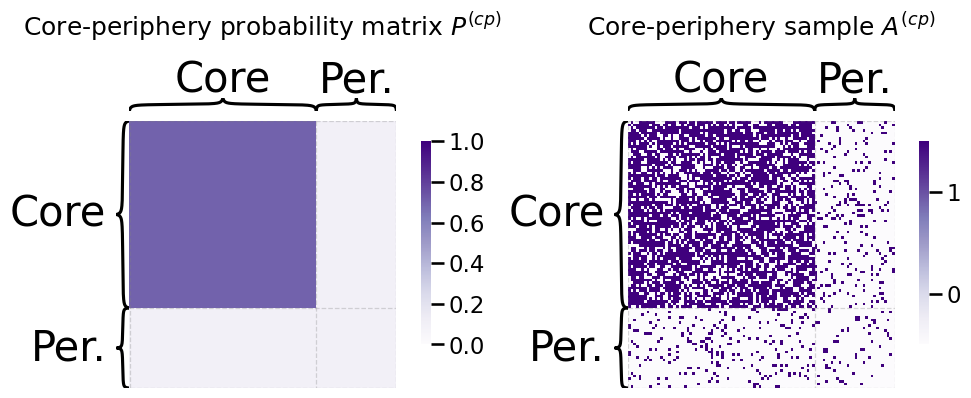 Core-periphery probability matrix P^(cp)
Core Per.
Core
Per.
1.0
0.8
0.6
0.4
0.2
0.0
Core-periphery sample A^(cp)
Core Per.
Core
Per.
1
0